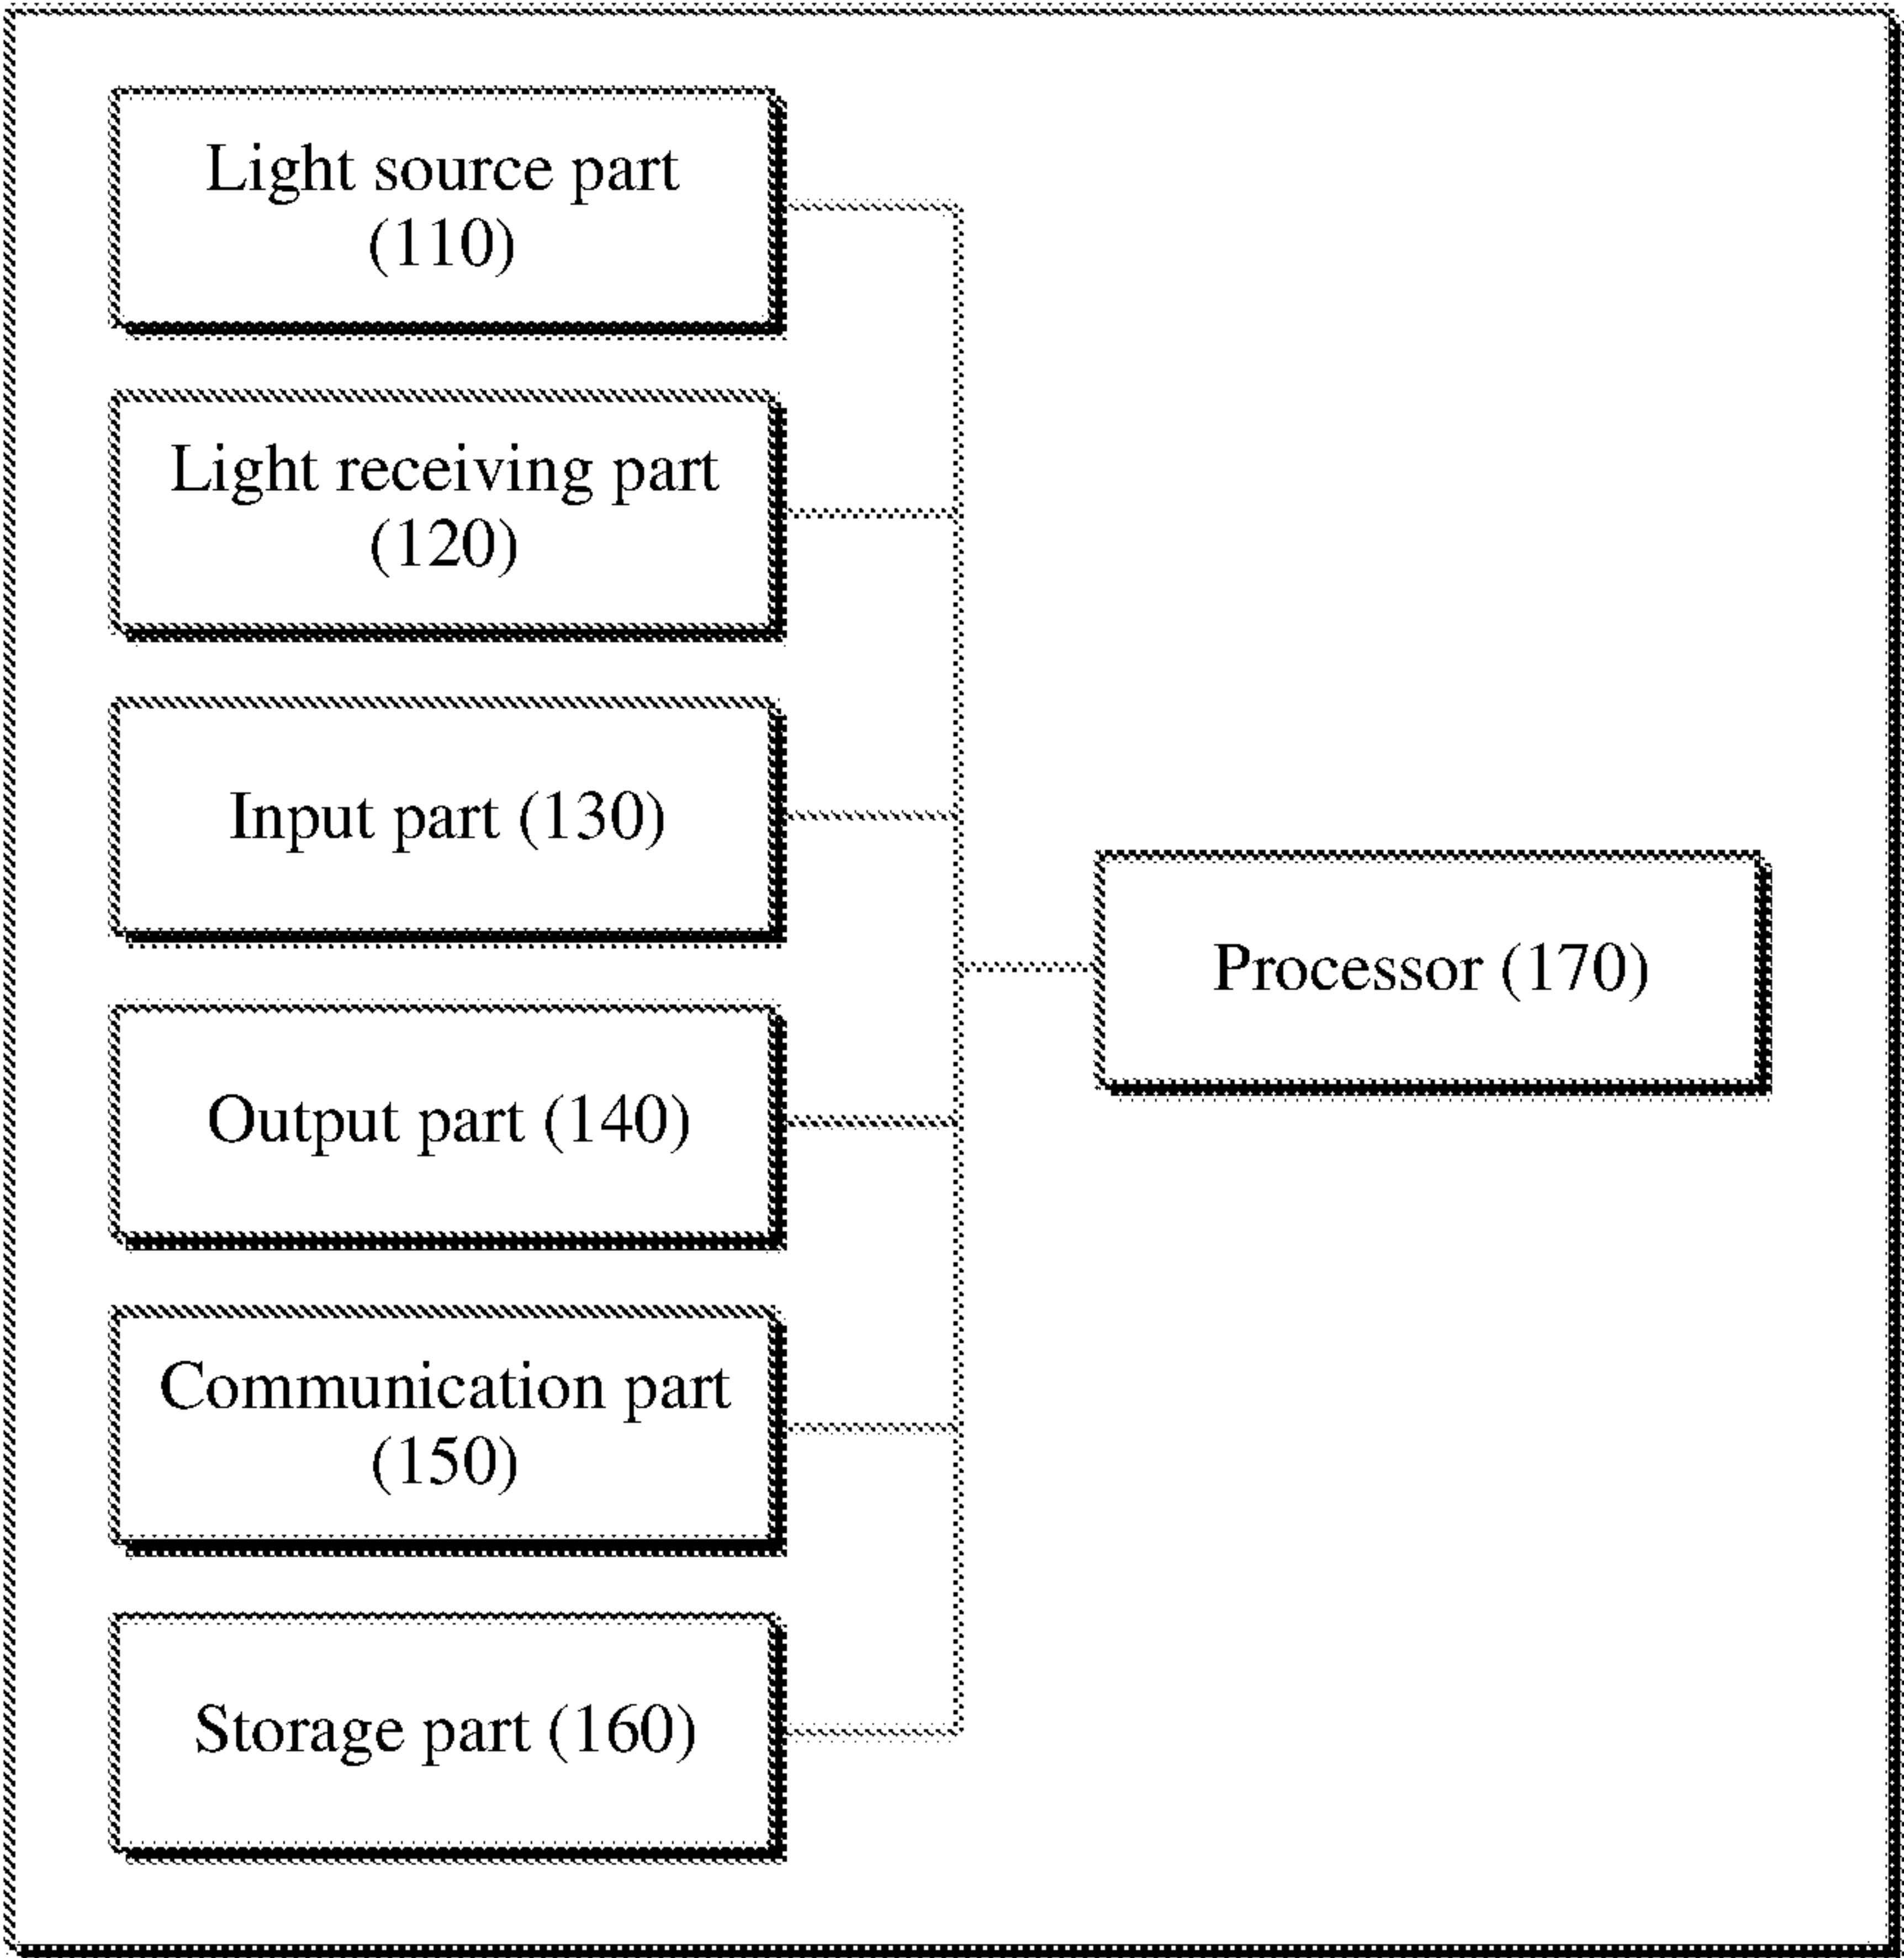 Light source part
(110)
Light receiving part
(120)
Input part (130)
Output part (140)
Communication part
(150)
Storage part (160)
Processor (170)